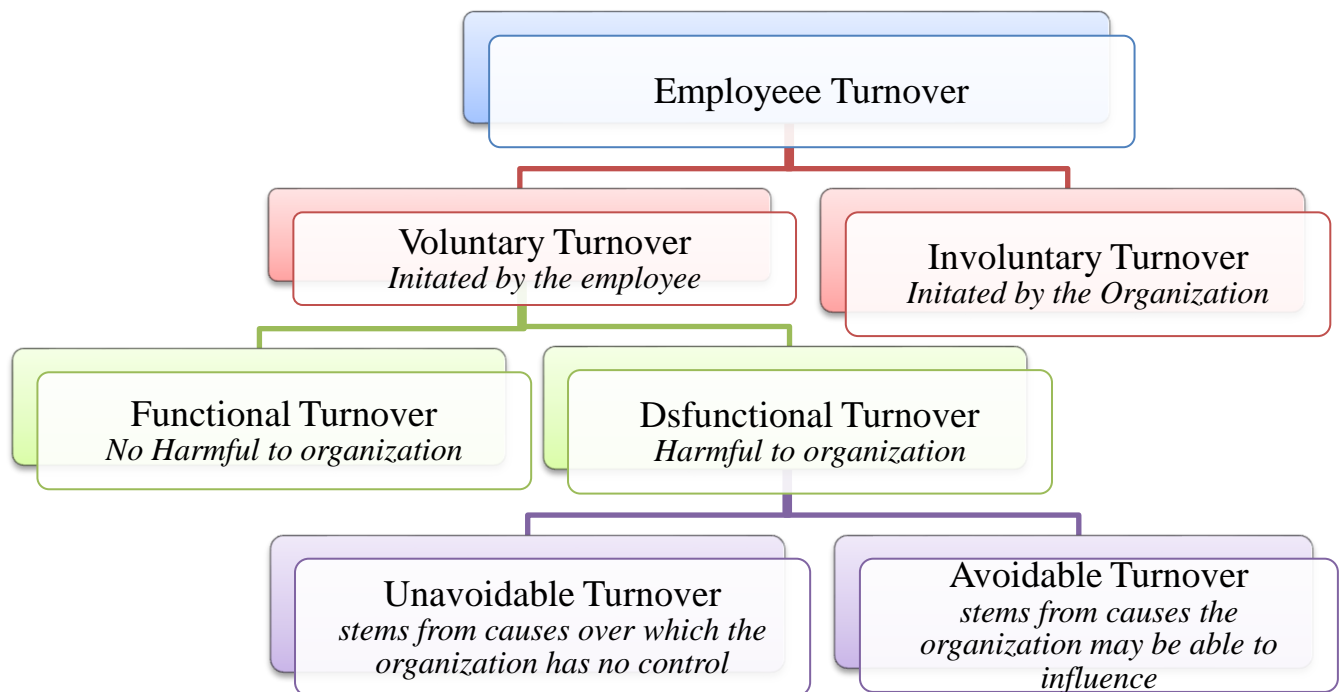 Employeee Turnover
Voluntary Turnover
Initated by the employee
Involuntary Turnover
Initated by the Organization
Functional Turnover
No Harmful to organization
Dsfunctional Turnover
Harmful to organization
Unavoidable Turnover
stems from causes over which the
organization has no control
Avoidable Turnover
stems from causes the
organization may be able to
influence